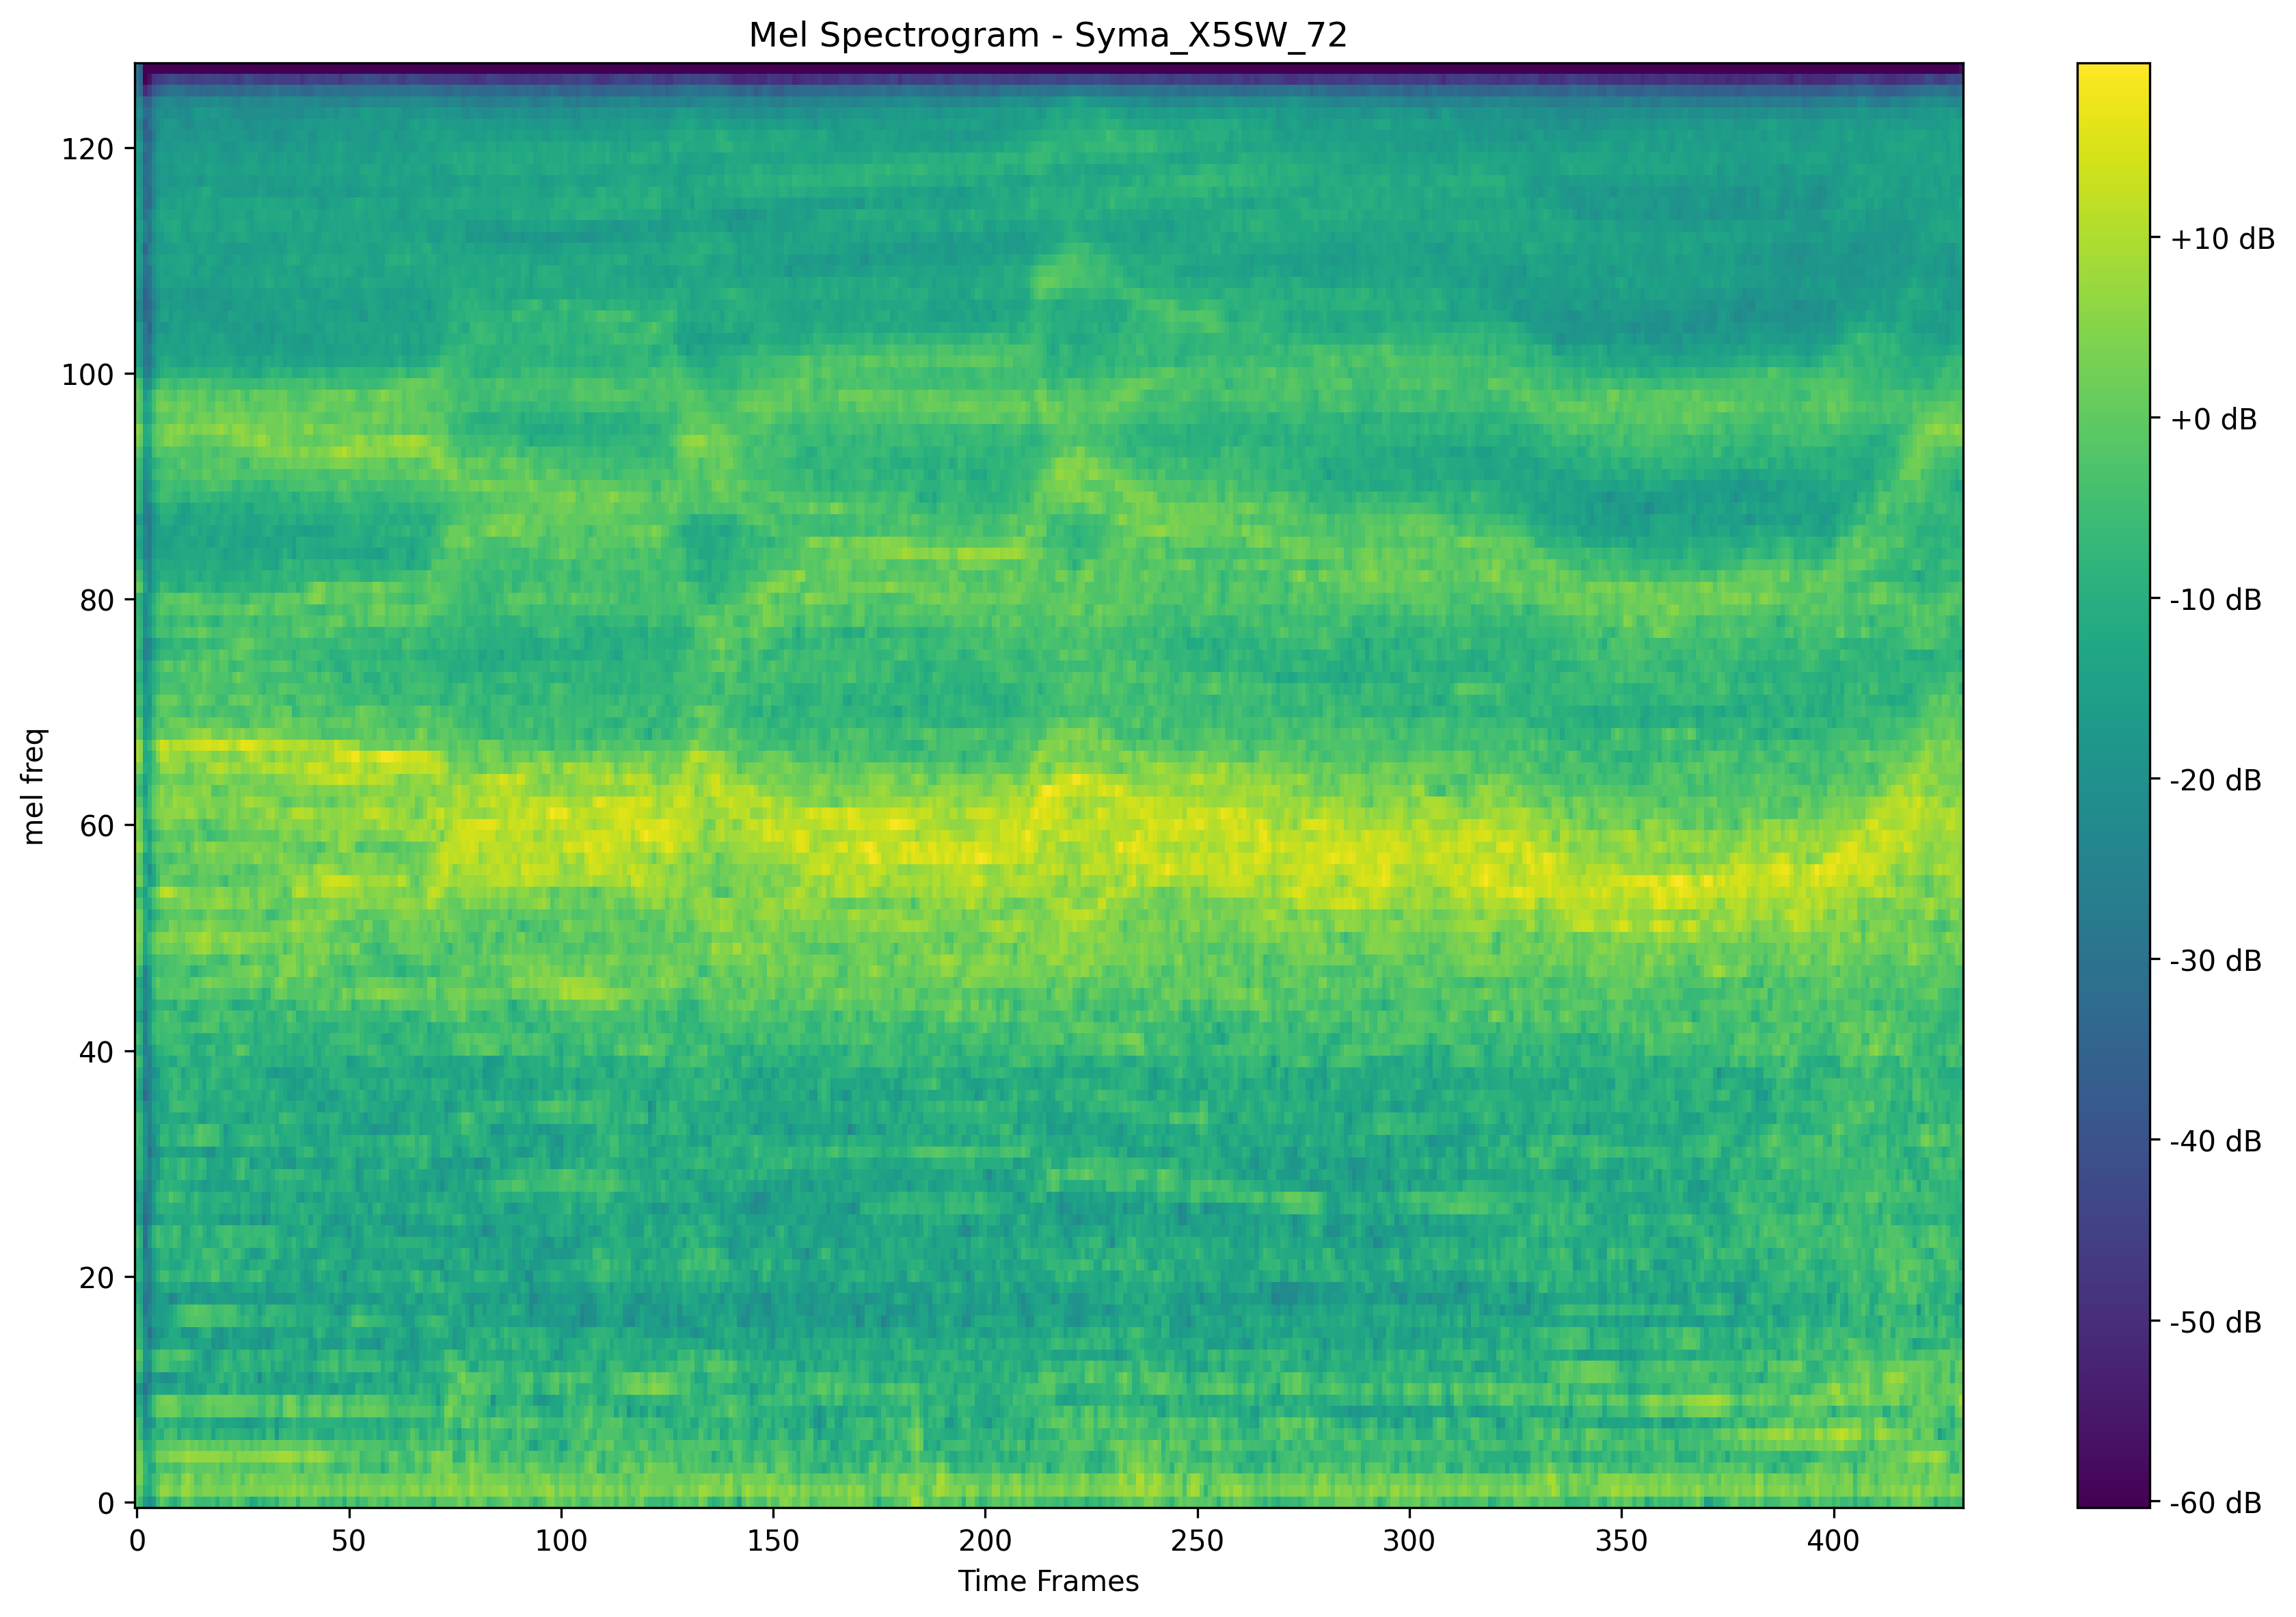 Mel Spectrogram - Syma_X5SW_72
mel freq
120
100
80
60
40
20
0
0 50 100 150 200 250 300 350 400
Time Frames
+10 dB
+0 dB
-10 dB
-20 dB
-30 dB
-40 dB
-50 dB
-60 dB